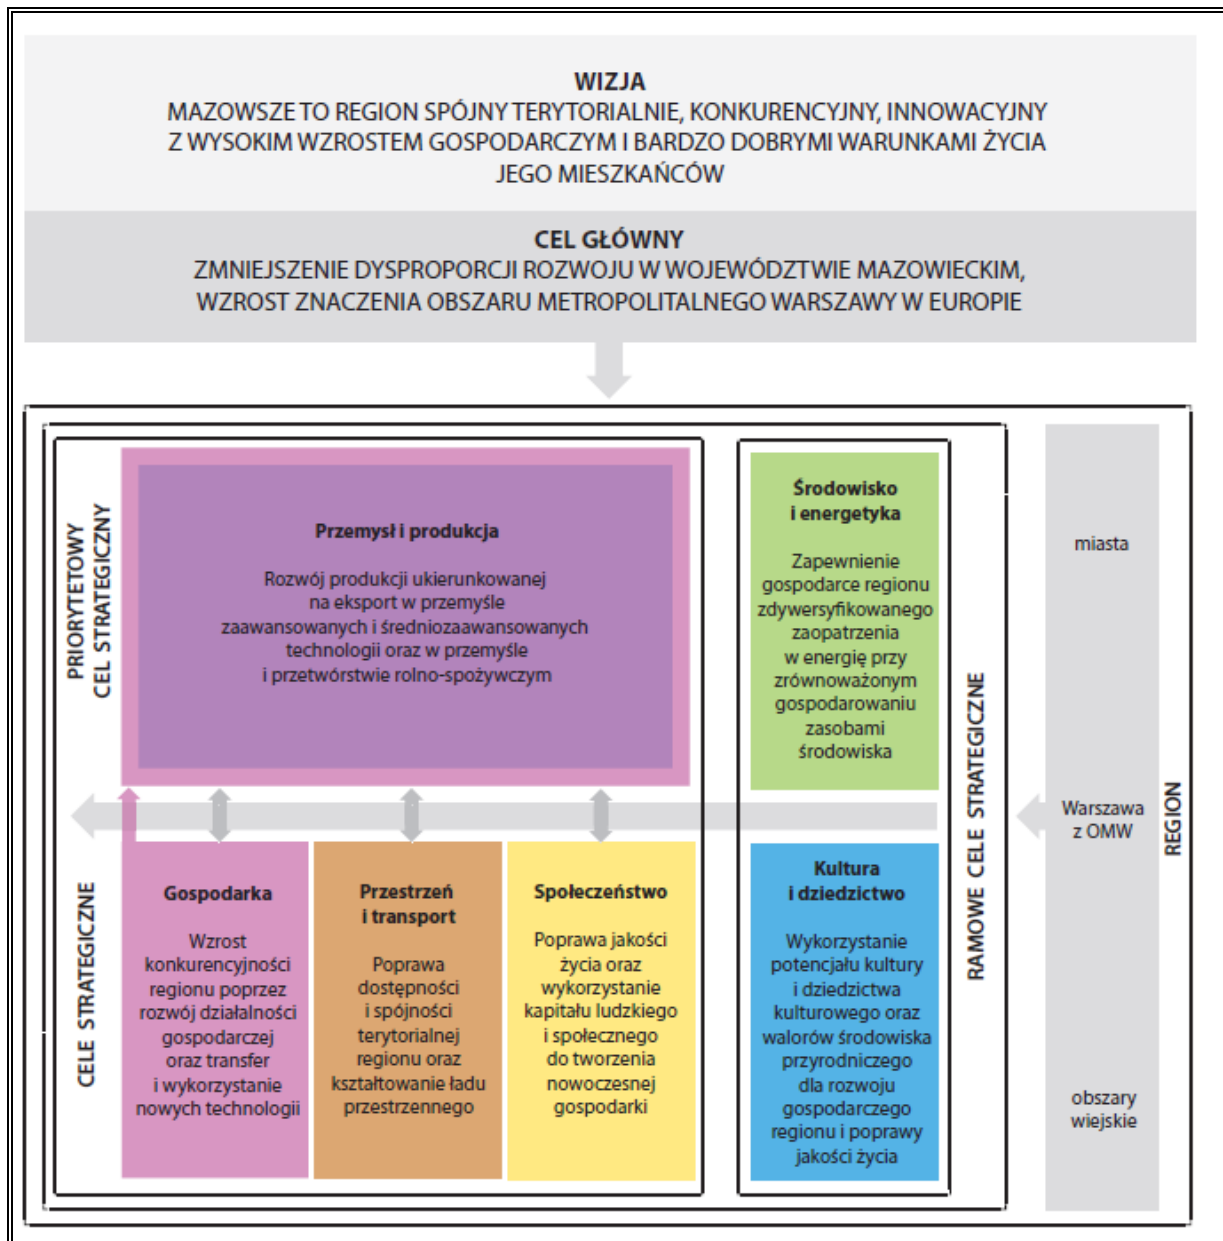 WIZJA
MAZOWSZE TO REGION SPÓJNY TERYTORIALNIE, KONKURENCYJNY, INNOWACYJNY
Z WYSOKIM WZROSTEM GOSPODARCZYM I BARDZO DOBRYMI WARUNKAMI ŻYCIA
JEGO MIESZKAŃCÓW
CEL GŁÓWNY
ZMNIEJSZENIE DYSPROPORCJI ROZWOJU W WOJEWÓDZTWIE MAZOWIECKIM,
WZROST ZNACZENIA OBSZARU METROPOLITALNEGO WARSZAWY W EUROPIE
PRIORYTETOWY
CEL STRATEGICZNY
Przemysł i produkcja
Rozwój produkcji ukierunkowanej
na eksport w przemyśle
zaawansowanych i średniozaawansowanych
technologii oraz w przemyśle
i przetwórstwie rolno-spożywczym
Środowisko
i energetyka
Zapewnienie
gospodarce regionu
zdywersyfikowanego
zaopatrzenia
w energię przy
zrównoważonym
gospodarowaniu
zasobami
środowiska
CELE STRATEGICZNE
Gospodarka
Wzrost
konkurencyjności
regionu poprzez
rozwój działalności
gospodarczej
oraz transfer
i wykorzystanie
nowych technologii
Przestrzeń
i transport
Poprawa
dostępności
i spójności
terytorialnej
regionu oraz
kształtowanie ładu
przestrzennego
Społeczeństwo
Poprawa jakości
życia oraz
wykorzystanie
kapitału ludzkiego
i społecznego
do tworzenia
nowoczesnej
gospodarki
Kultura
i dziedzictwo
Wykorzystanie
potencjału kultury
i dziedzictwa
kulturowego oraz
walorów środowiska
przyrodniczego
dla rozwoju
gospodarczego
regionu i poprawy
jakości życia
RAMOWE CELE STRATEGICZNE
miasta
Warszawa
z OMW
obszary
wiejskie
REGION